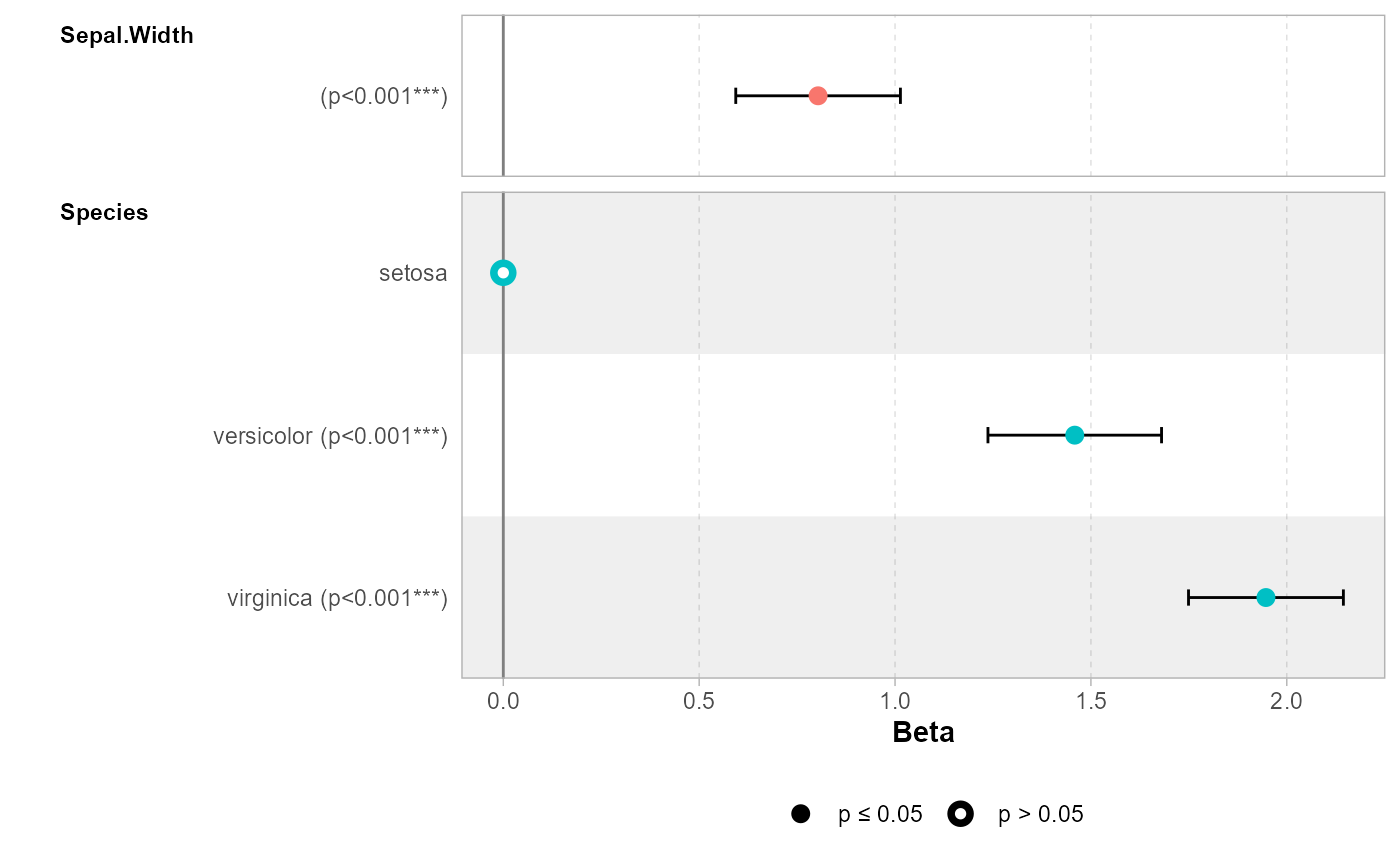 Sepal.Width
(p<0.001***)
Species
setosa
versicolor (p<0.001***)
virginica (p<0.001***)
0.0 0.5 1.0 1.5 2.0
Beta
p ≤ 0.05 p > 0.05